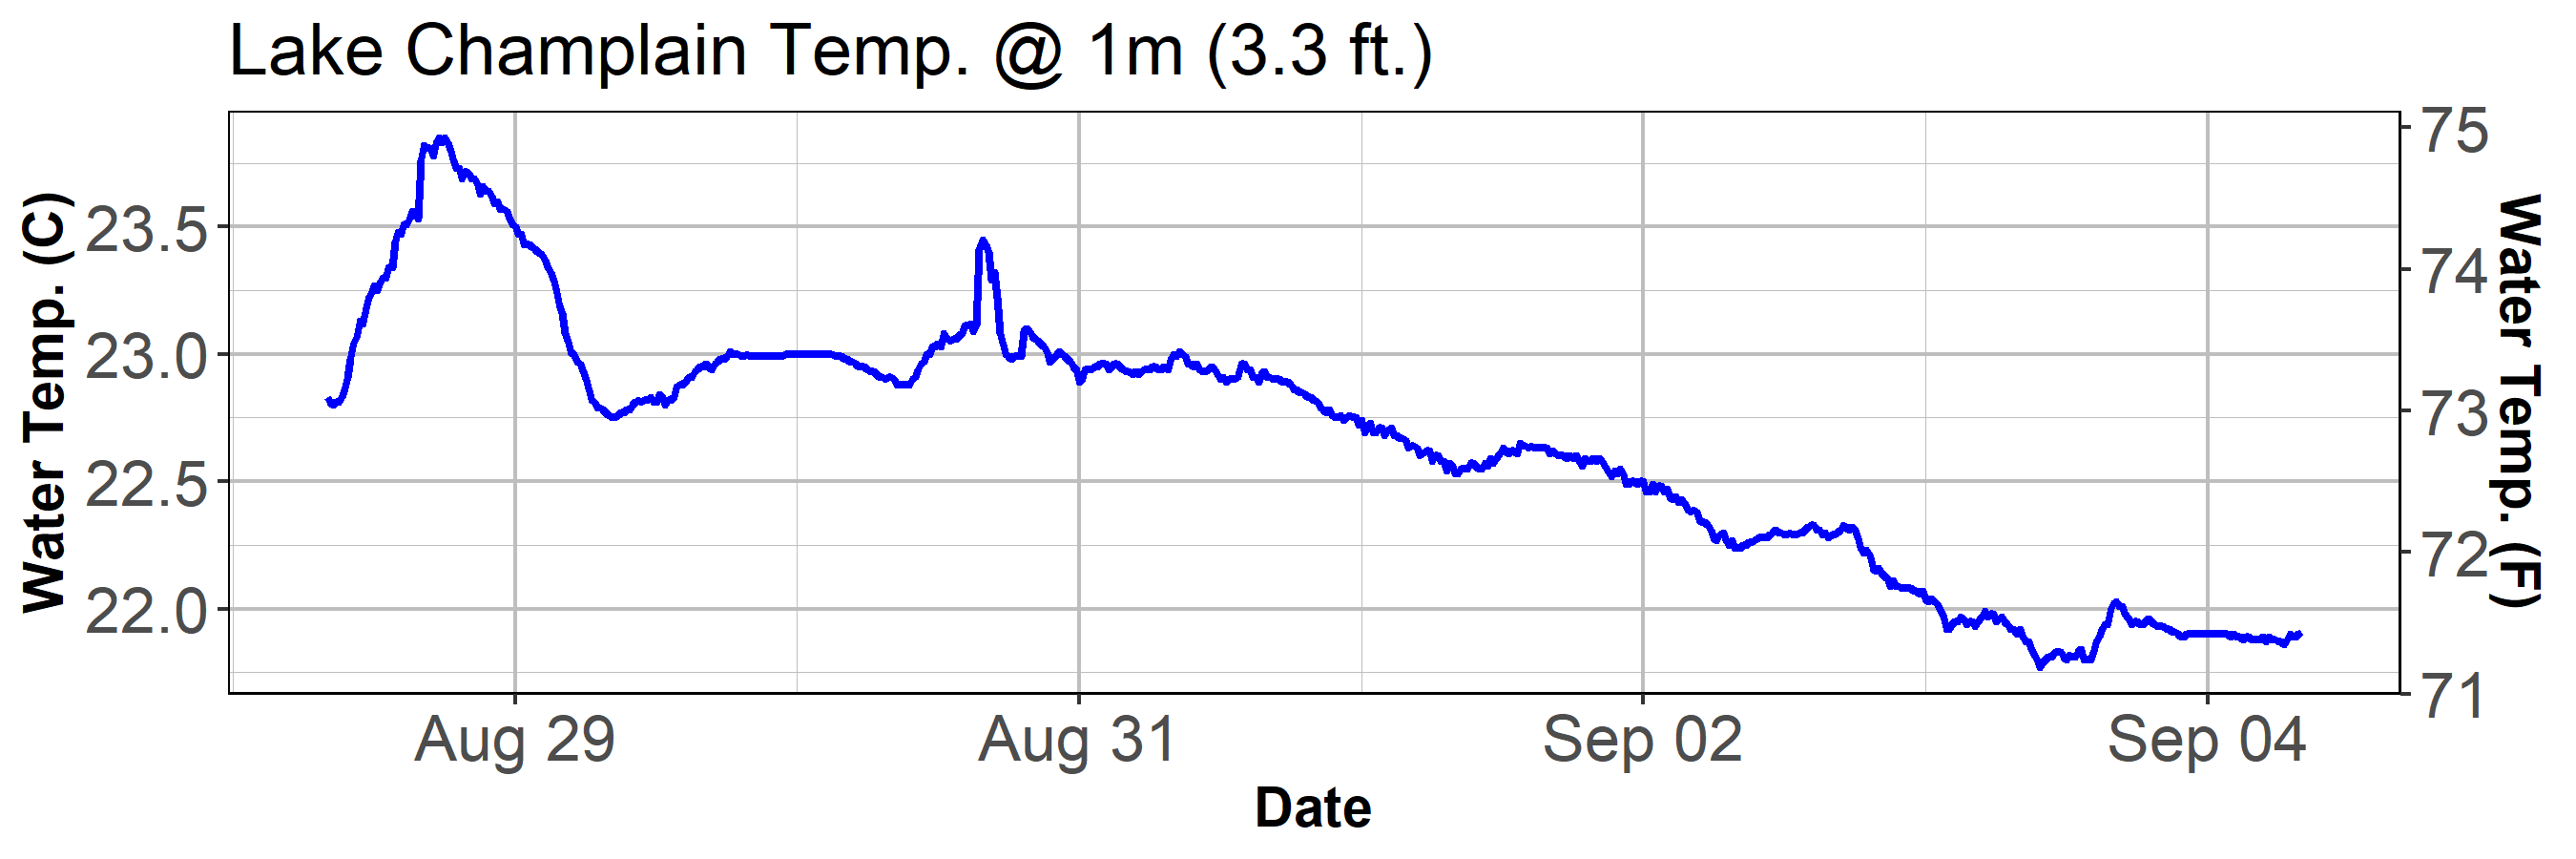 Lake Champlain Temp. @ 1m (3.3 ft.)
Water Temp. (C)
23.5
23.0
22.5
22.0
75
74
73
72
71
Water Temp. (F)
Aug 29 Aug 31 Sep 02 Sep 04
Date